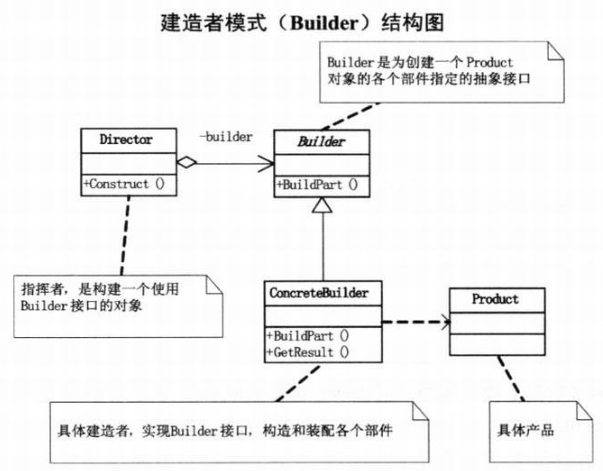 建造者模式（Builder）结构图
Builder是为创建一个Product
对象的各个部件指定的抽象接口
Director
-builder
Builder
+Construct ()
+BuildPart ()
指挥者，是构建一个使用
Builder接口的对象
ConcreteBuilder
Product
+BuildPart ()
+GetResult ()
具体建造者，实现Builder接口，构造和装配各个部件
具体产品